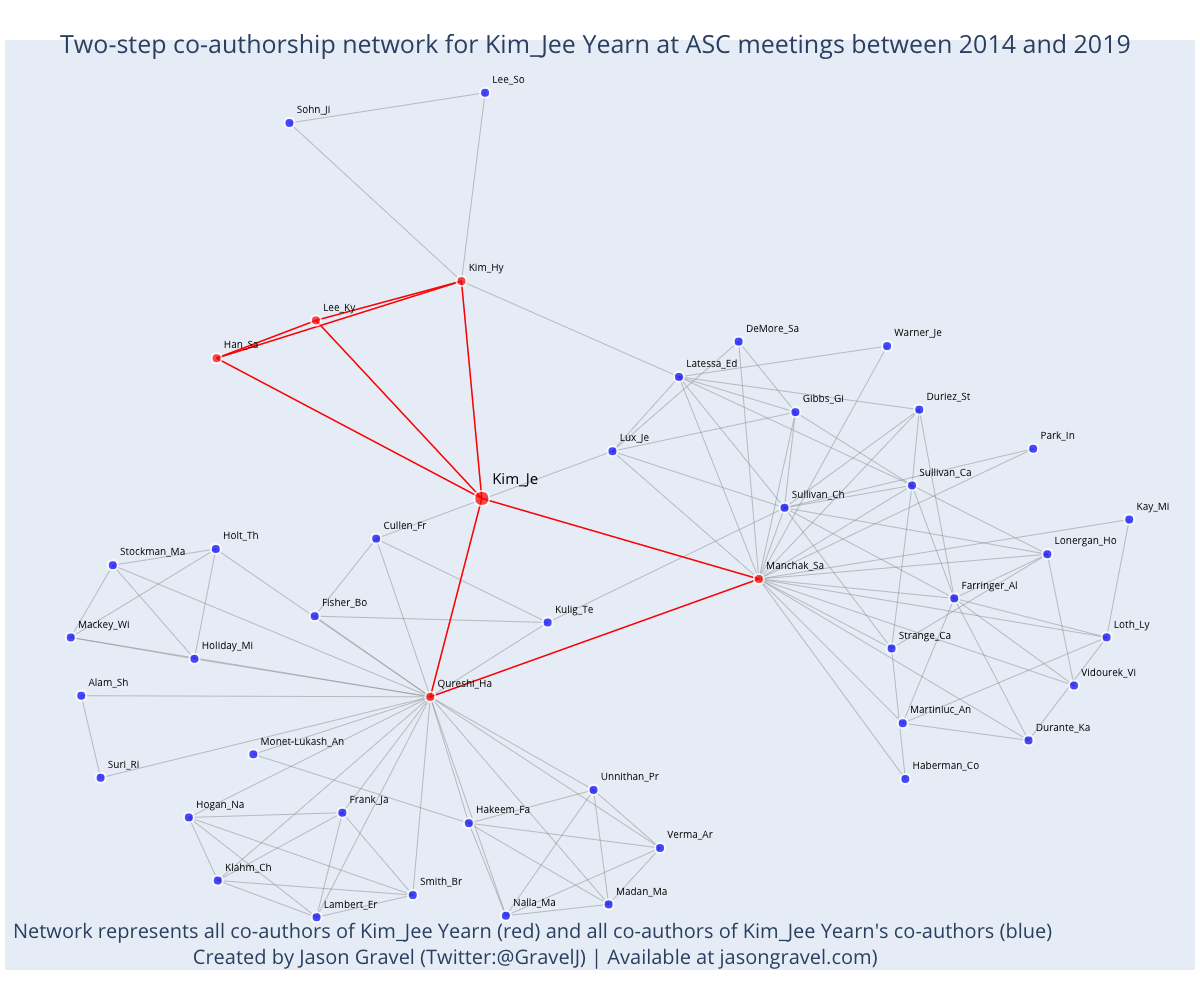 Two-step co-authorship network for Kim_Jee Yearn at ASC meetings between 2014 and 2019
Lee_So
Sohn_Ji
Kim_Hy
Lee_Ky
Han_Sa
DeMore_Sa
Warner_Je
Latessa_Ed
Gibbs_Gl
Duriez_St
Lux_Je
Park_In
Sullivan_Ca
Kim_Je
Sullivan_Ch
Kay_Mi
Cullen_Fr
Holt_Th
Lonergan_Ho
Stockman_Ma
Manchak_Sa
Farringer_Al
Fisher_Bo
Kulig_Te
Mackey_Wi
Loth_Ly
Strange_Ca
Holiday_Mi
Vidourek_Vi
Alam_Sh
Qureshi_Ha
Martiniuc_An
Durante_Ka
Monet-Lukash_An
Suri_Ri
Haberman_Co
Unnithan_Pr
Hogan_Na
Frank_Ja
Hakeem_Fa
Verma_Ar
Klahm_Ch
Smith_Br
Madan_Ma
Lambert_Er
Nalla_Ma
Network represents all co-authors of Kim_Jee Yearn (red) and all co-authors of Kim_Jee Yearn's co-authors (blue)
Created by Jason Gravel (Twitter:@GravelJ) | Available at jasongravel.com)